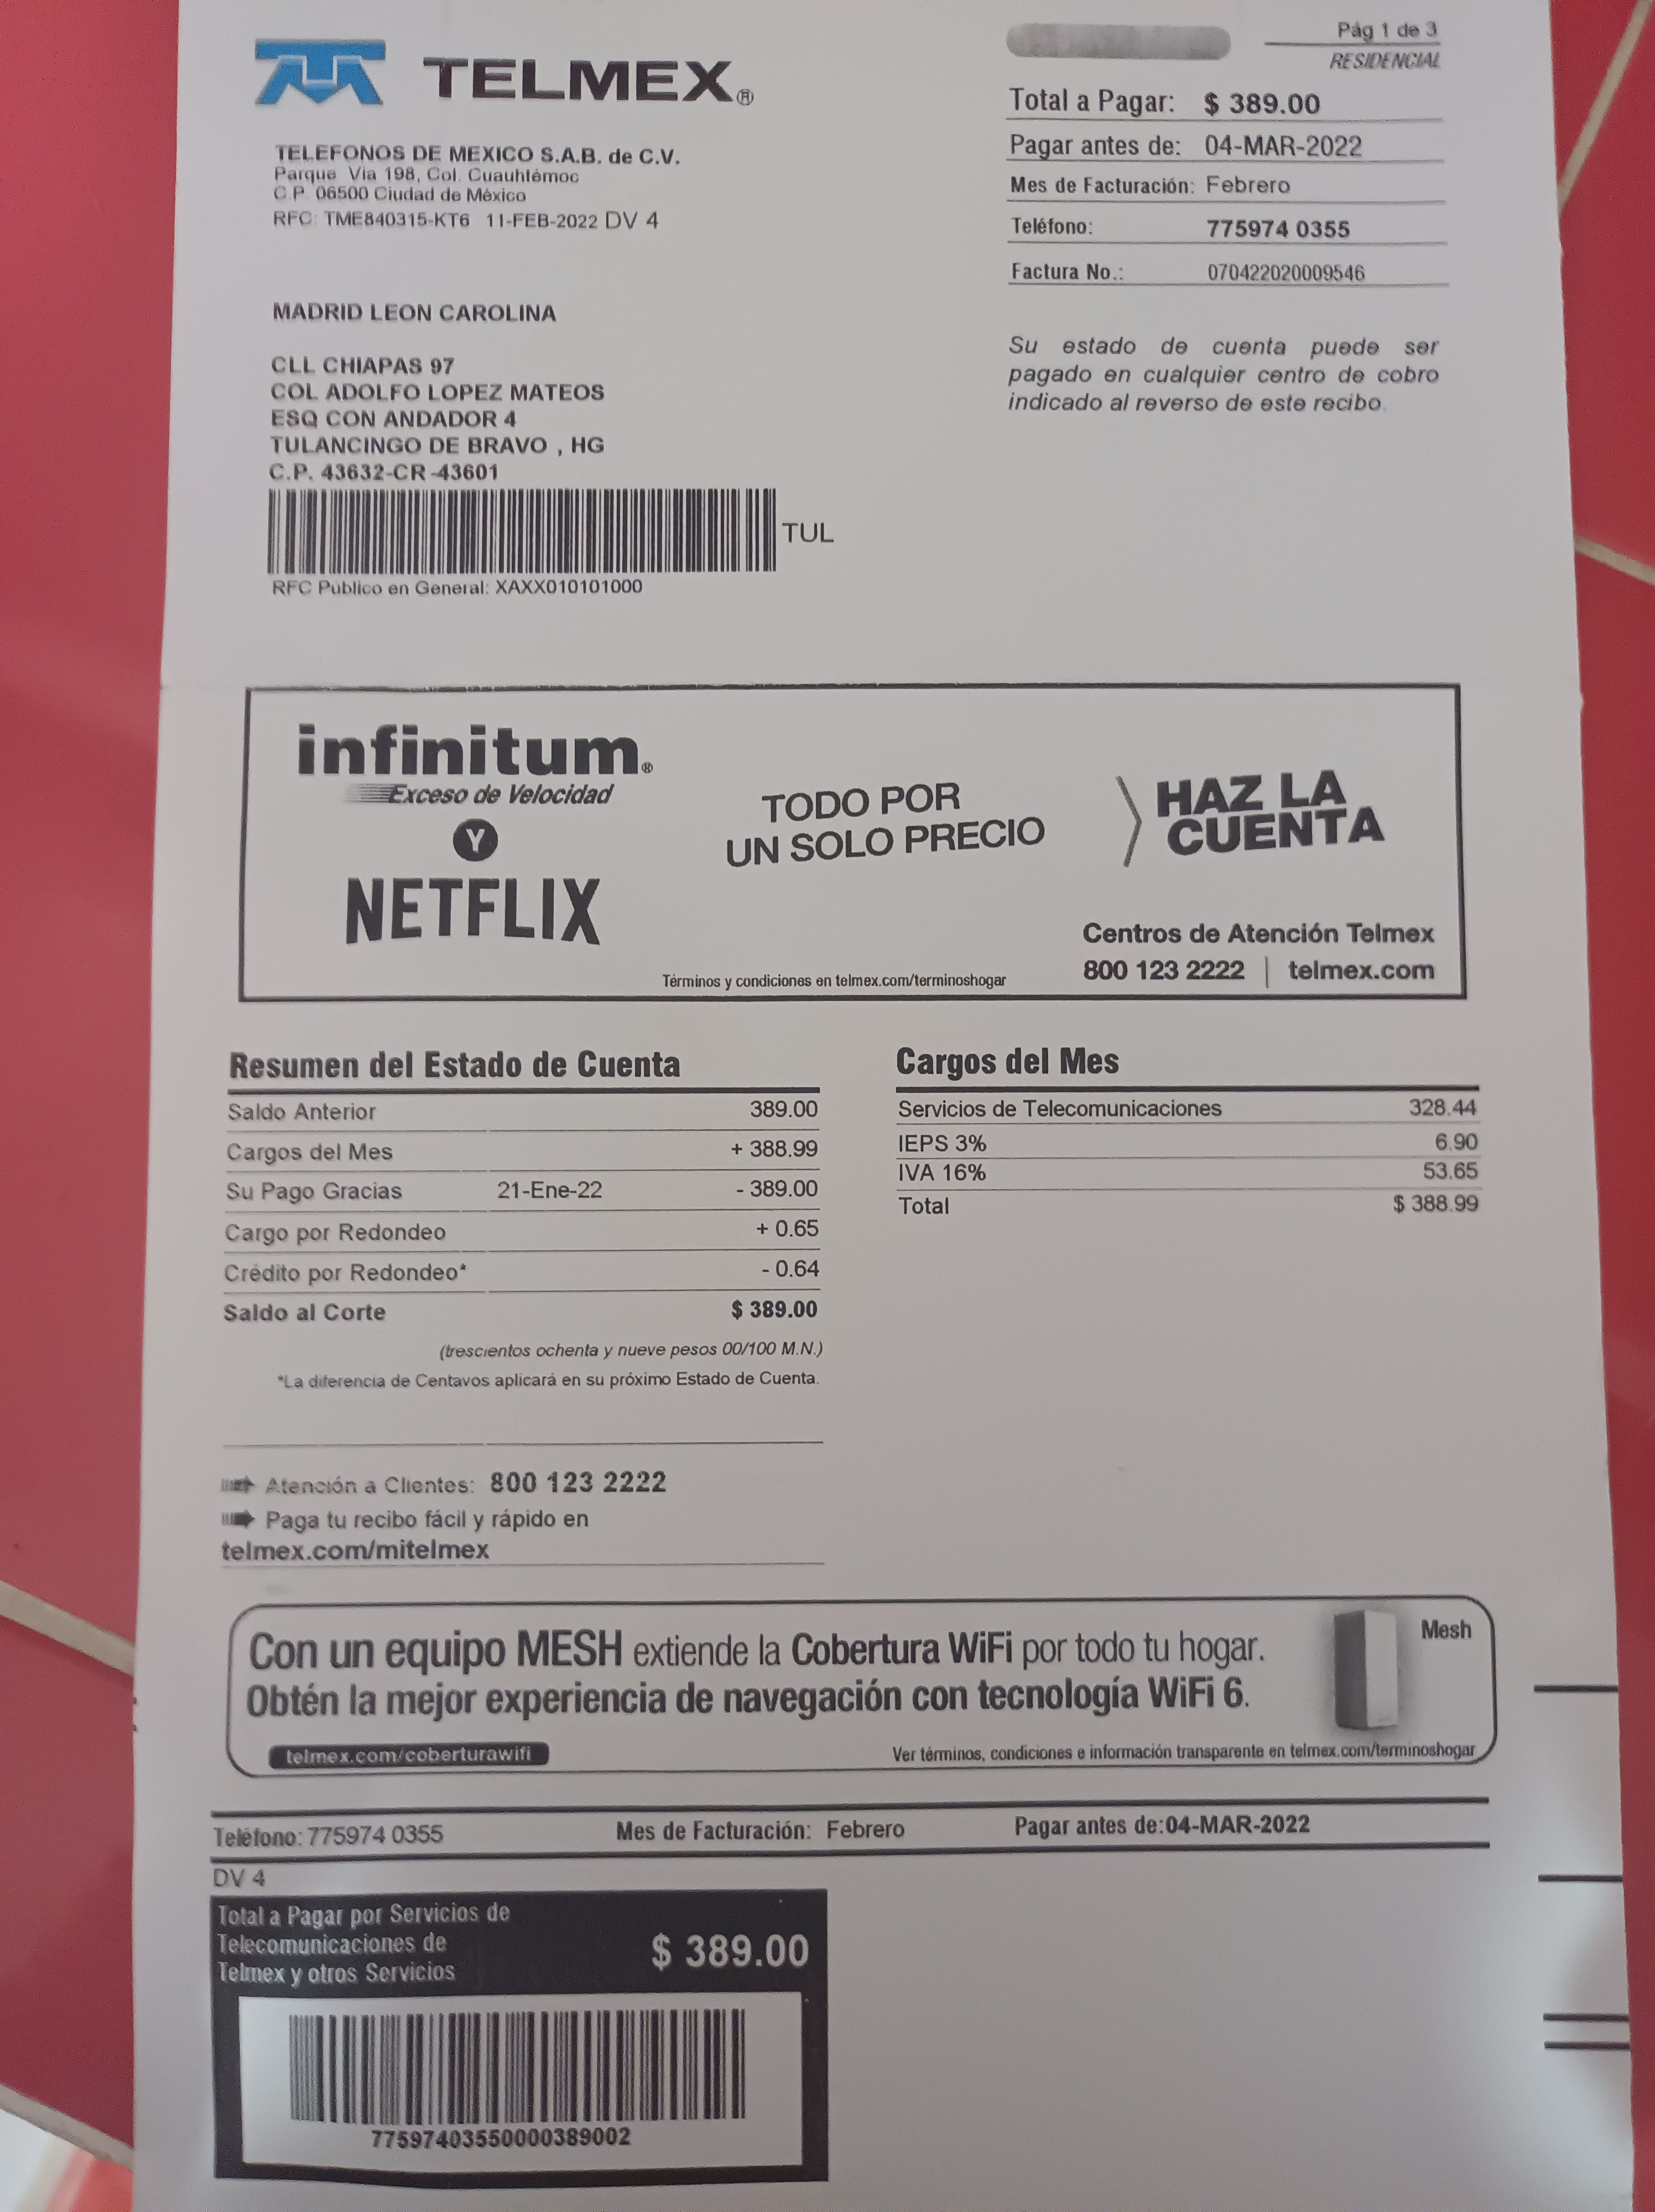 TELMEX®
TELEFONOS DE MEXICO S.A.B. de C.V.
Parque Via 198, Col. Cuauhtémoc
C.P. 06500 Ciudad de México
RFC: TME840315-KT6 11-FEB-2022 DV 4
Pág 1 de 3
RESIDENCIAL
Total a Pagar: $ 389.00
Pagar antes de: 04-MAR-2022
Mes de Facturación: Febrero
Teléfono: 775974 0355
Factura No.: 070422020009546
MADRID LEON CAROLINA
CLL CHIAPAS 97
COL ADOLFO LOPEZ MATEOS
ESQ CON ANDADOR 4
TULANCINGO DE BRAVO , HG
C.P. 43632-CR-43601
TUL
RFC Público en General: XAXX010101000
Su estado de cuenta puede ser
pagado en cualquier centro de cobro
indicado al reverso de este recibo.
infinitum®
Exceso de Velocidad
Y
NETFLIX
TODO POR
UN SOLO PRECIO
HAZ LA
CUENTA
Centros de Atención Telmex
800 123 2222 | telmex.com
Términos y condiciones en telmex.com/terminoshogar
Resumen del Estado de Cuenta
Saldo Anterior 389.00
Cargos del Mes + 388.99
Su Pago Gracias 21-Ene-22 - 389.00
Cargo por Redondeo + 0.65
Crédito por Redondeo* - 0.64
Saldo al Corte $ 389.00
(trescientos ochenta y nueve pesos 00/100 M.N.)
*La diferencia de Centavos aplicará en su próximo Estado de Cuenta.
Cargos del Mes
Servicios de Telecomunicaciones 328.44
IEPS 3% 6.90
IVA 16% 53.65
Total $ 388.99
Atención a Clientes: 800 123 2222
Paga tu recibo fácil y rápido en
telmex.com/mitelmex
Con un equipo MESH extiende la Cobertura WiFi por todo tu hogar.
Obtén la mejor experiencia de navegación con tecnología WiFi 6.
Mesh
telmex.com/coberturawifi
Ver términos, condiciones e información transparente en telmex.com/terminoshogar
Teléfono: 775974 0355 Mes de Facturación: Febrero Pagar antes de:04-MAR-2022
DV 4
Total a Pagar por Servicios de
Telecomunicaciones de
Telmex y otros Servicios
$ 389.00
77597403550000389002